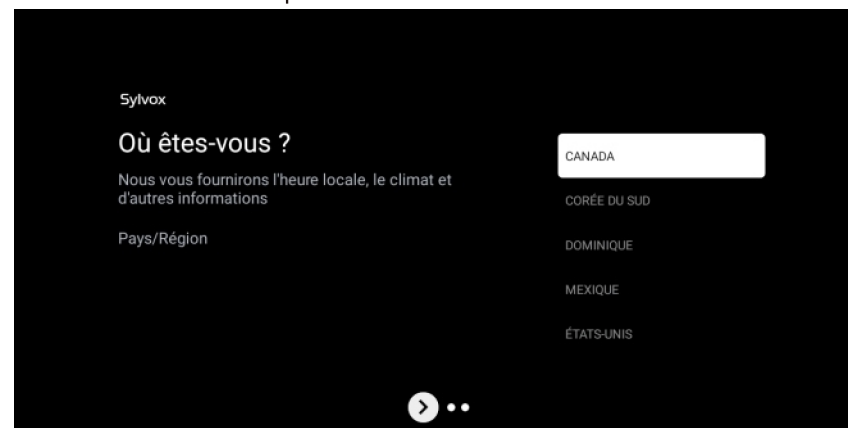 Sylvox
Où êtes-vous ?
Nous vous fournirons l'heure locale, le climat et
d'autres informations
Pays/Région
CANADA
CORÉE DU SUD
DOMINIQUE
MEXIQUE
ÉTATS-UNIS